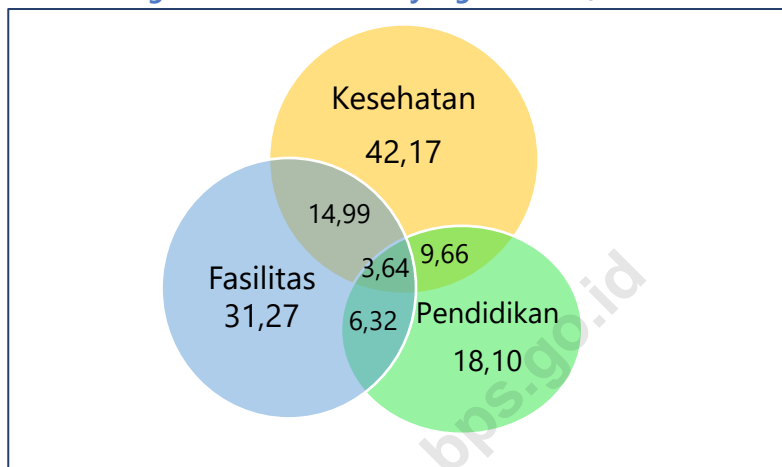 Kesehatan
42,17
14,99
3,64
9,66
Fasilitas
31,27
6,32
Pendidikan
18,10
bps.go.id